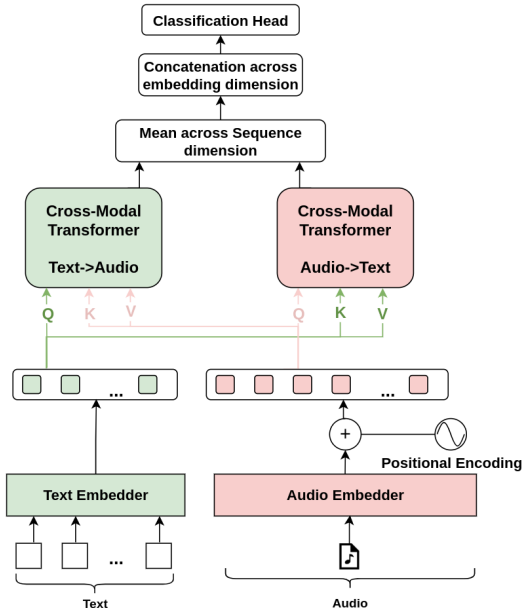 Classification Head
Concatenation across
embedding dimension
Mean across Sequence
dimension
Cross-Modal
Transformer
Text->Audio
Cross-Modal
Transformer
Audio->Text
Q K V Q K V
... ...
+
Positional Encoding
Text Embedder
Audio Embedder
...
Text
Audio